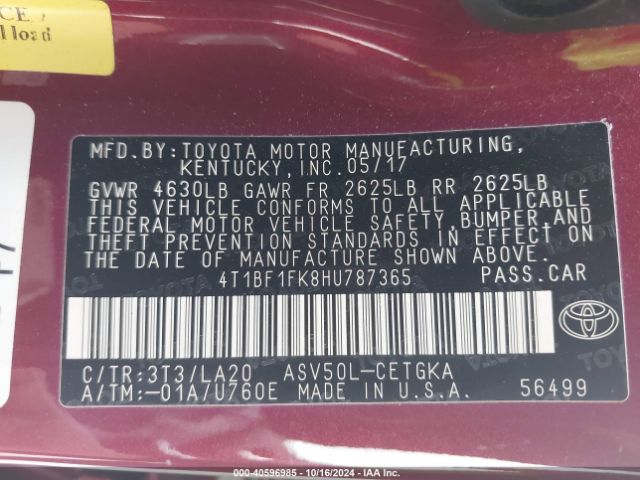 CE
l load
MFD.BY:TOYOTA MOTOR MANUFACTURING,
KENTUCKY,INC.05/17
GVWR 4630LB GAWR FR 2625LB RR 2625LB
THIS VEHICLE CONFORMS TO ALL APPLICABLE
FEDERAL MOTOR VEHICLE SAFETY,BUMPER,AND
THEFT PREVENTION STANDARDS IN EFFECT ON
THE DATE OF MANUFACTURE SHOWN ABOVE.
4T1BF1FK8HU787365 PASS.CAR
C/TR:3T3/LA20 ASV50L-CETGKA
A/TM:-01A/U760E MADE IN U.S.A. 56499
000-40596985 - 10/16/2024 - IAA Inc.